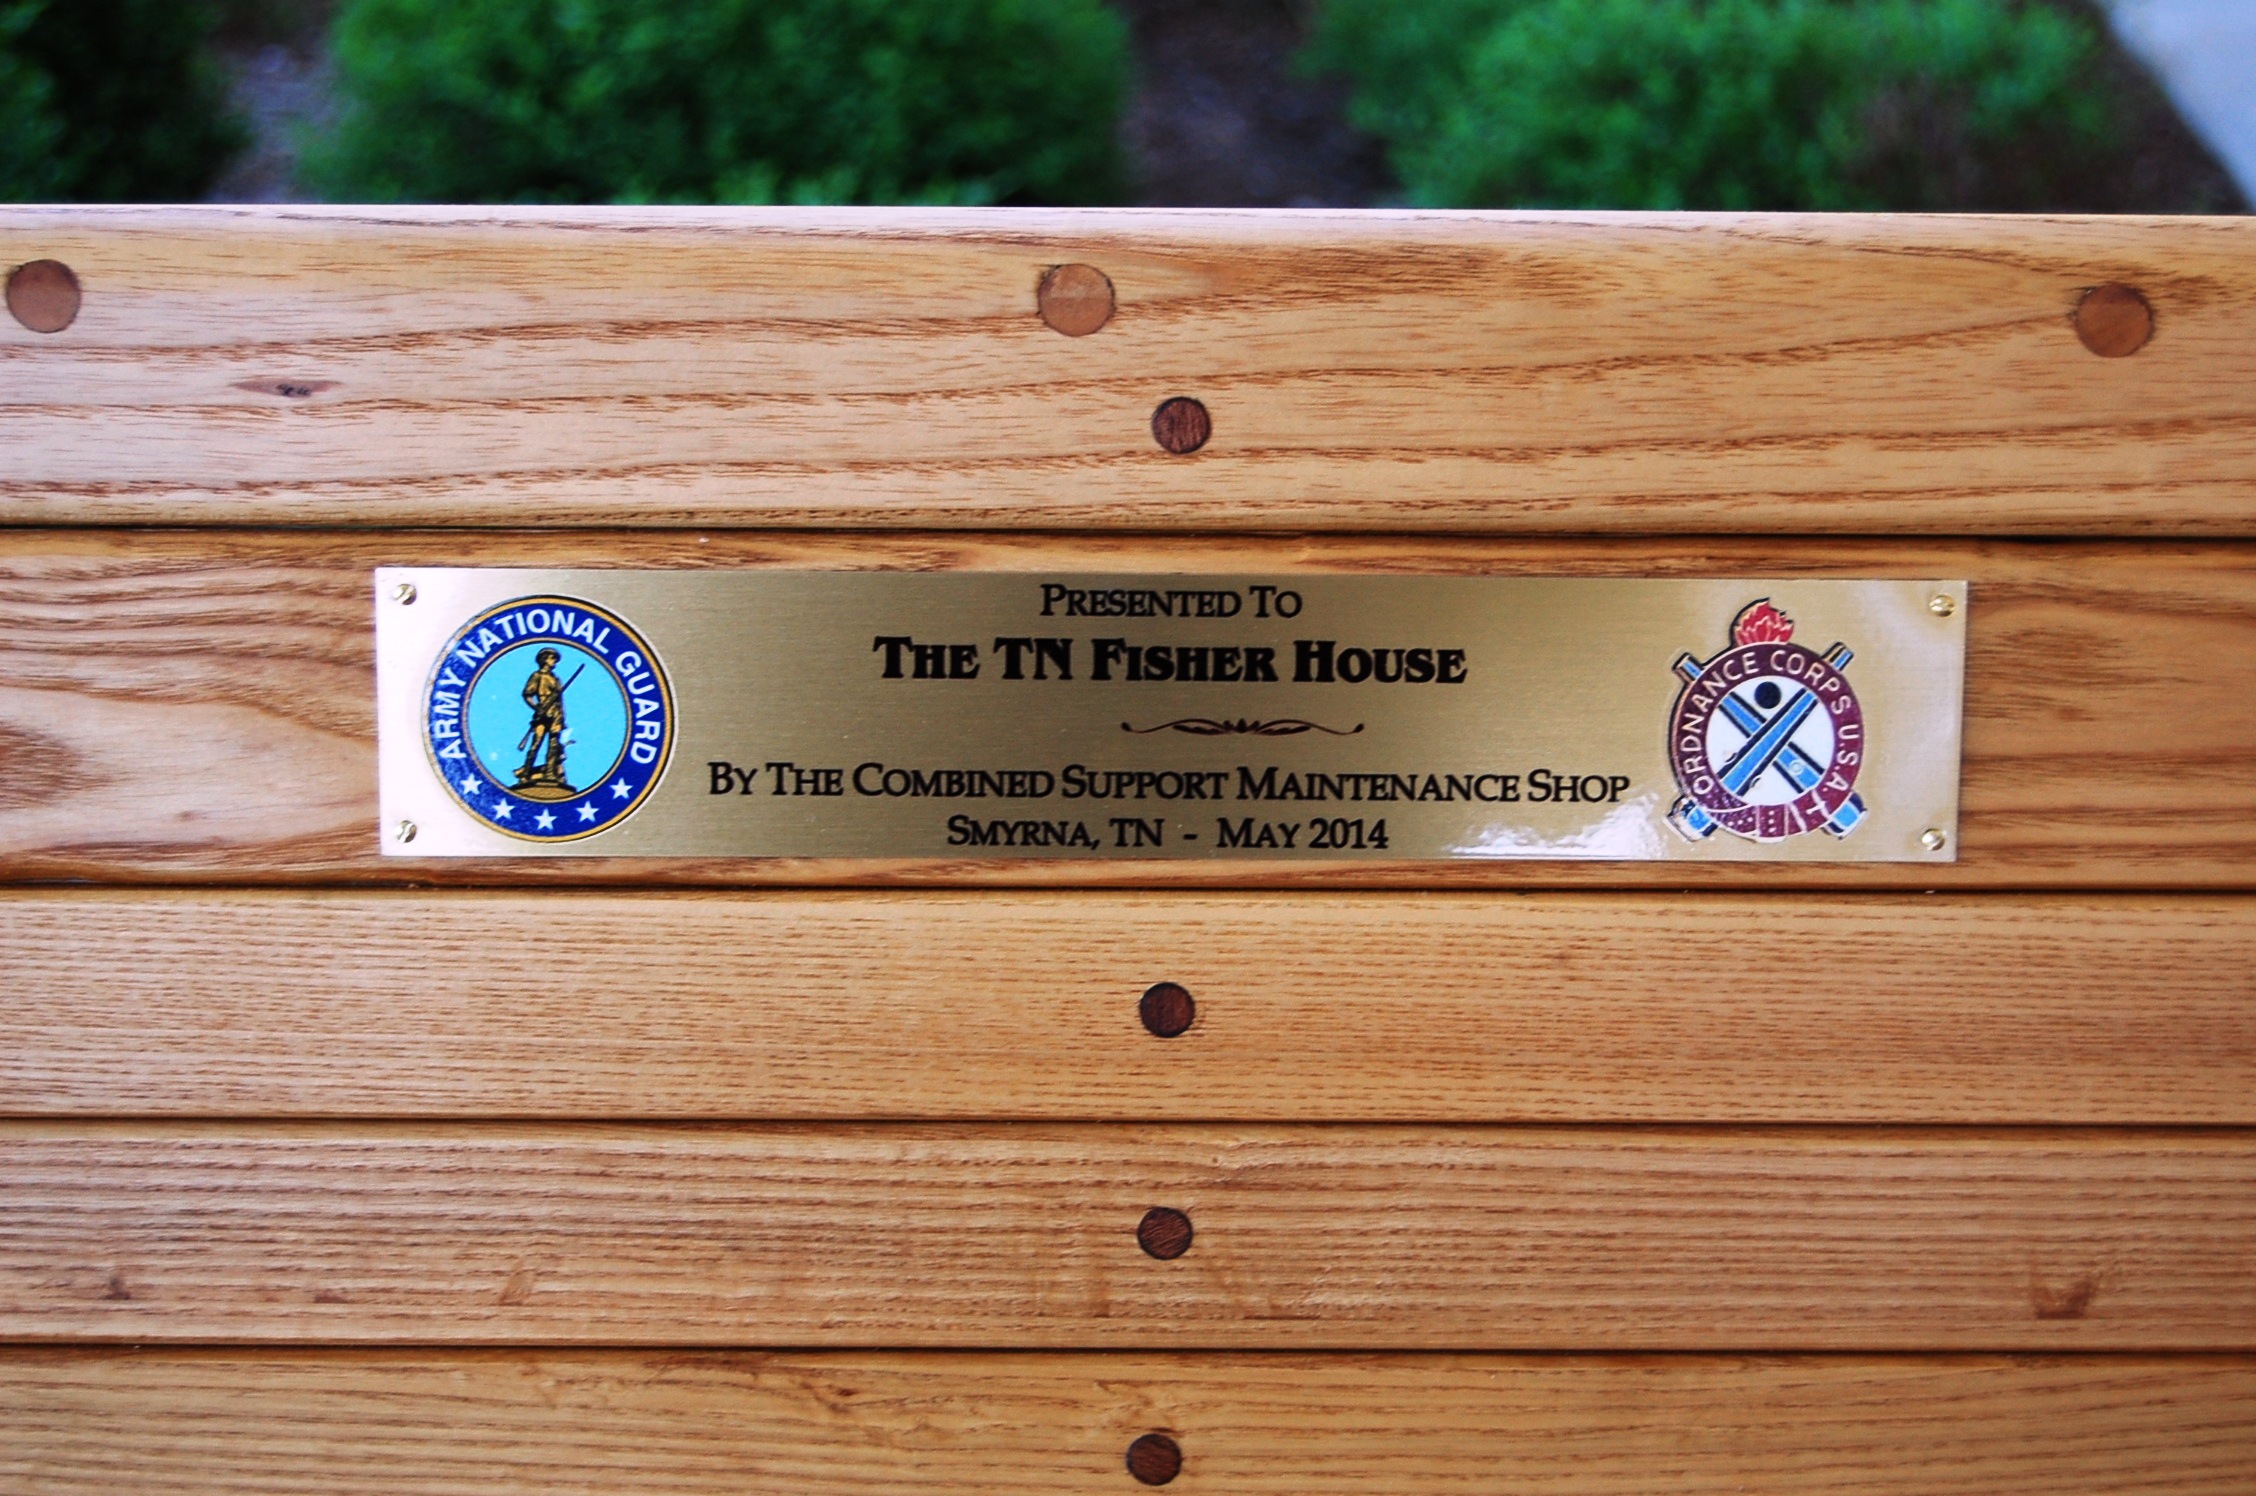 PRESENTED TO
THE TN FISHER HOUSE
BY THE COMBINED SUPPORT MAINTENANCE SHOP
SMYRNA, TN - MAY 2014
ARMY NATIONAL GUARD
ORDNANCE CORPS U.S.A.